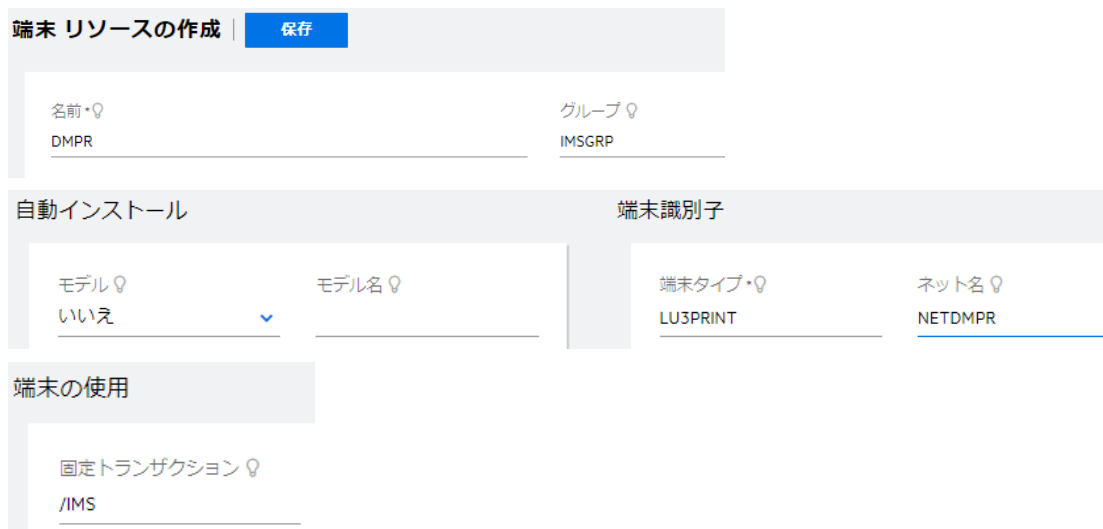 端末 リソースの作成 保存
名前* グループ
DMPR IMSGRP
自動インストール 端末識別子
モデル モデル名 端末タイプ* ネット名
いいえ LU3PRINT NETDMPR
端末の使用
固定トランザクション
/IMS